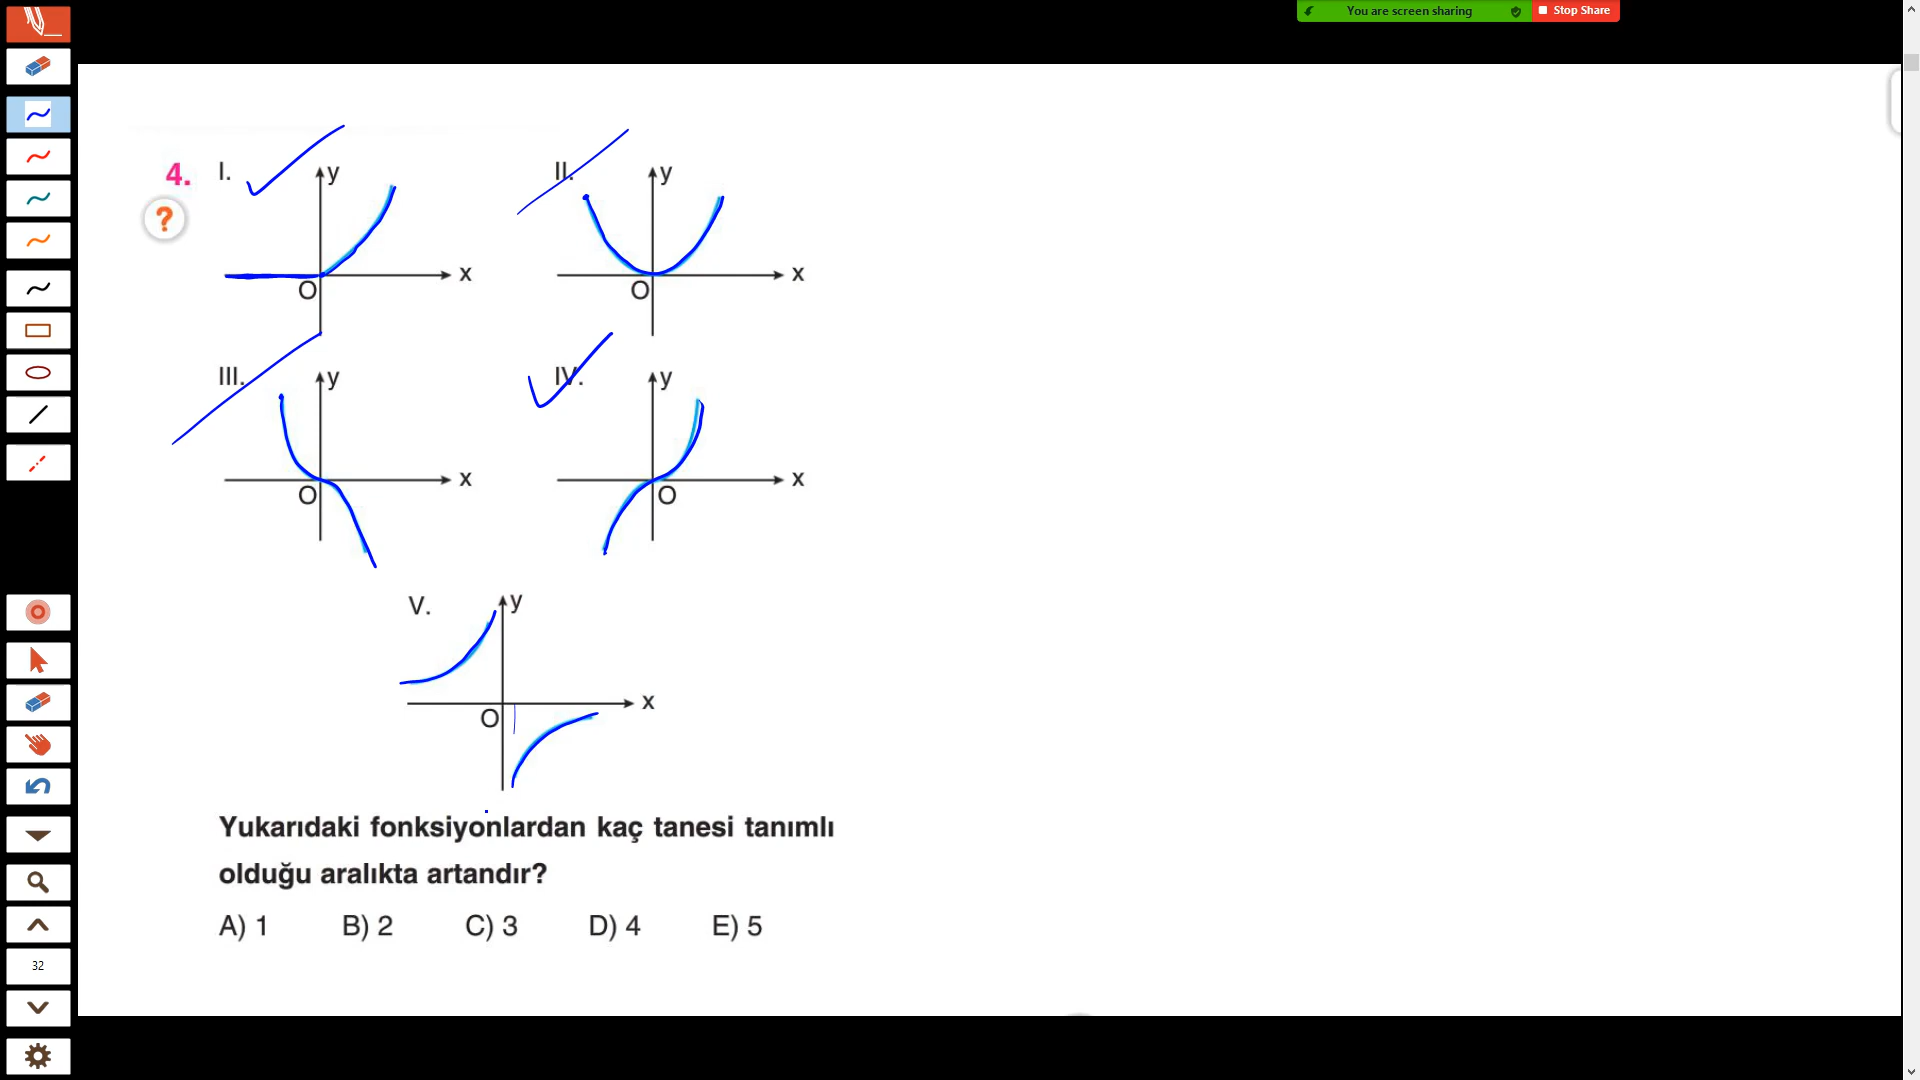 You are screen sharing
Stop Share
4.
I.
y
x
O
II.
y
x
O
?
III.
y
x
O
IV.
y
x
O
V.
y
x
O
Yukarıdaki fonksiyonlardan kaç tanesi tanımlı
olduğu aralıkta artandır?
A) 1 B) 2 C) 3 D) 4 E) 5
32